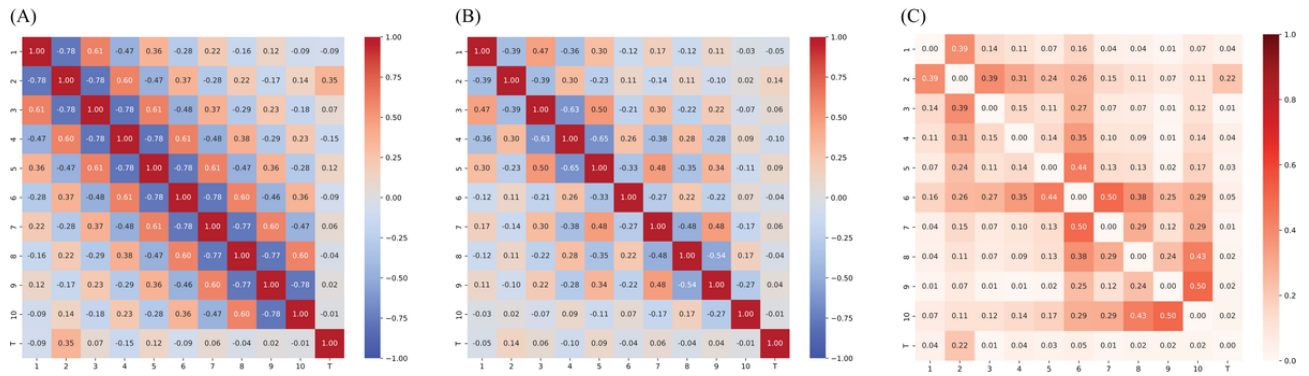 (A)
1 1.00 -0.78 0.61 -0.47 0.36 -0.28 0.22 -0.16 0.12 -0.09 -0.09
2 -0.78 1.00 -0.78 0.60 -0.47 0.37 -0.28 0.22 -0.17 0.14 0.35
3 0.61 -0.78 1.00 -0.78 0.61 -0.48 0.37 -0.29 0.23 -0.18 0.07
4 -0.47 0.60 -0.78 1.00 -0.78 0.61 -0.48 0.38 -0.29 0.23 -0.15
5 0.36 -0.47 0.61 -0.78 1.00 -0.78 0.61 -0.47 0.36 -0.28 0.12
6 -0.28 0.37 -0.48 0.61 -0.78 1.00 -0.78 0.60 -0.46 0.36 -0.09
7 0.22 -0.28 0.37 -0.48 0.61 -0.78 1.00 -0.77 0.60 -0.47 0.06
8 -0.16 0.22 -0.29 0.38 -0.47 0.60 -0.77 1.00 -0.77 0.60 -0.04
9 0.12 -0.17 0.23 -0.29 0.36 -0.46 0.60 -0.77 1.00 -0.78 0.02
10 -0.09 0.14 -0.18 0.23 -0.28 0.36 -0.47 0.60 -0.78 1.00 -0.01
T -0.09 0.35 0.07 -0.15 0.12 -0.09 0.06 -0.04 0.02 -0.01 1.00
1 2 3 4 5 6 7 8 9 10 T
1.00
0.75
0.50
0.25
0.00
-0.25
-0.50
-0.75
-1.00
(B)
1 1.00 -0.39 0.47 -0.36 0.30 -0.12 0.17 -0.12 0.11 -0.03 -0.05
2 -0.39 1.00 -0.39 0.30 -0.23 0.11 -0.14 0.11 -0.10 0.02 0.14
3 0.47 -0.39 1.00 -0.63 0.50 -0.21 0.30 -0.22 0.22 -0.07 0.06
4 -0.36 0.30 -0.63 1.00 -0.65 0.26 -0.38 0.28 -0.28 0.09 -0.10
5 0.30 -0.23 0.50 -0.65 1.00 -0.33 0.48 -0.35 0.34 -0.11 0.09
6 -0.12 0.11 -0.21 0.26 -0.33 1.00 -0.27 0.22 -0.22 0.07 -0.04
7 0.17 -0.14 0.30 -0.38 0.48 -0.27 1.00 -0.48 0.48 -0.17 0.06
8 -0.12 0.11 -0.22 0.28 -0.35 0.22 -0.48 1.00 -0.54 0.17 -0.04
9 0.11 -0.10 0.22 -0.28 0.34 -0.22 0.48 -0.54 1.00 -0.27 0.04
10 -0.03 0.02 -0.07 0.09 -0.11 0.07 -0.17 0.17 -0.27 1.00 -0.01
T -0.05 0.14 0.06 -0.10 0.09 -0.04 0.06 -0.04 0.04 -0.01 1.00
1 2 3 4 5 6 7 8 9 10 T
1.00
0.75
0.50
0.25
0.00
-0.25
-0.50
-0.75
-1.00
(C)
1 0.00 0.39 0.14 0.11 0.07 0.16 0.04 0.04 0.01 0.07 0.04
2 0.39 0.00 0.39 0.31 0.24 0.26 0.15 0.11 0.07 0.11 0.22
3 0.14 0.39 0.00 0.15 0.11 0.27 0.07 0.07 0.01 0.12 0.01
4 0.11 0.31 0.15 0.00 0.14 0.35 0.10 0.09 0.01 0.14 0.04
5 0.07 0.24 0.11 0.14 0.00 0.44 0.13 0.12 0.02 0.17 0.03
6 0.16 0.26 0.27 0.35 0.44 0.00 0.50 0.38 0.25 0.29 0.05
7 0.04 0.15 0.07 0.10 0.13 0.50 0.00 0.29 0.12 0.29 0.01
8 0.04 0.11 0.07 0.09 0.12 0.38 0.29 0.00 0.24 0.43 0.02
9 0.01 0.07 0.01 0.01 0.02 0.25 0.12 0.24 0.00 0.50 0.02
10 0.07 0.11 0.12 0.14 0.17 0.29 0.29 0.43 0.50 0.00 0.02
T 0.04 0.22 0.01 0.04 0.03 0.05 0.01 0.02 0.02 0.02 0.00
1 2 3 4 5 6 7 8 9 10 T
1.0
0.8
0.6
0.4
0.2
0.0